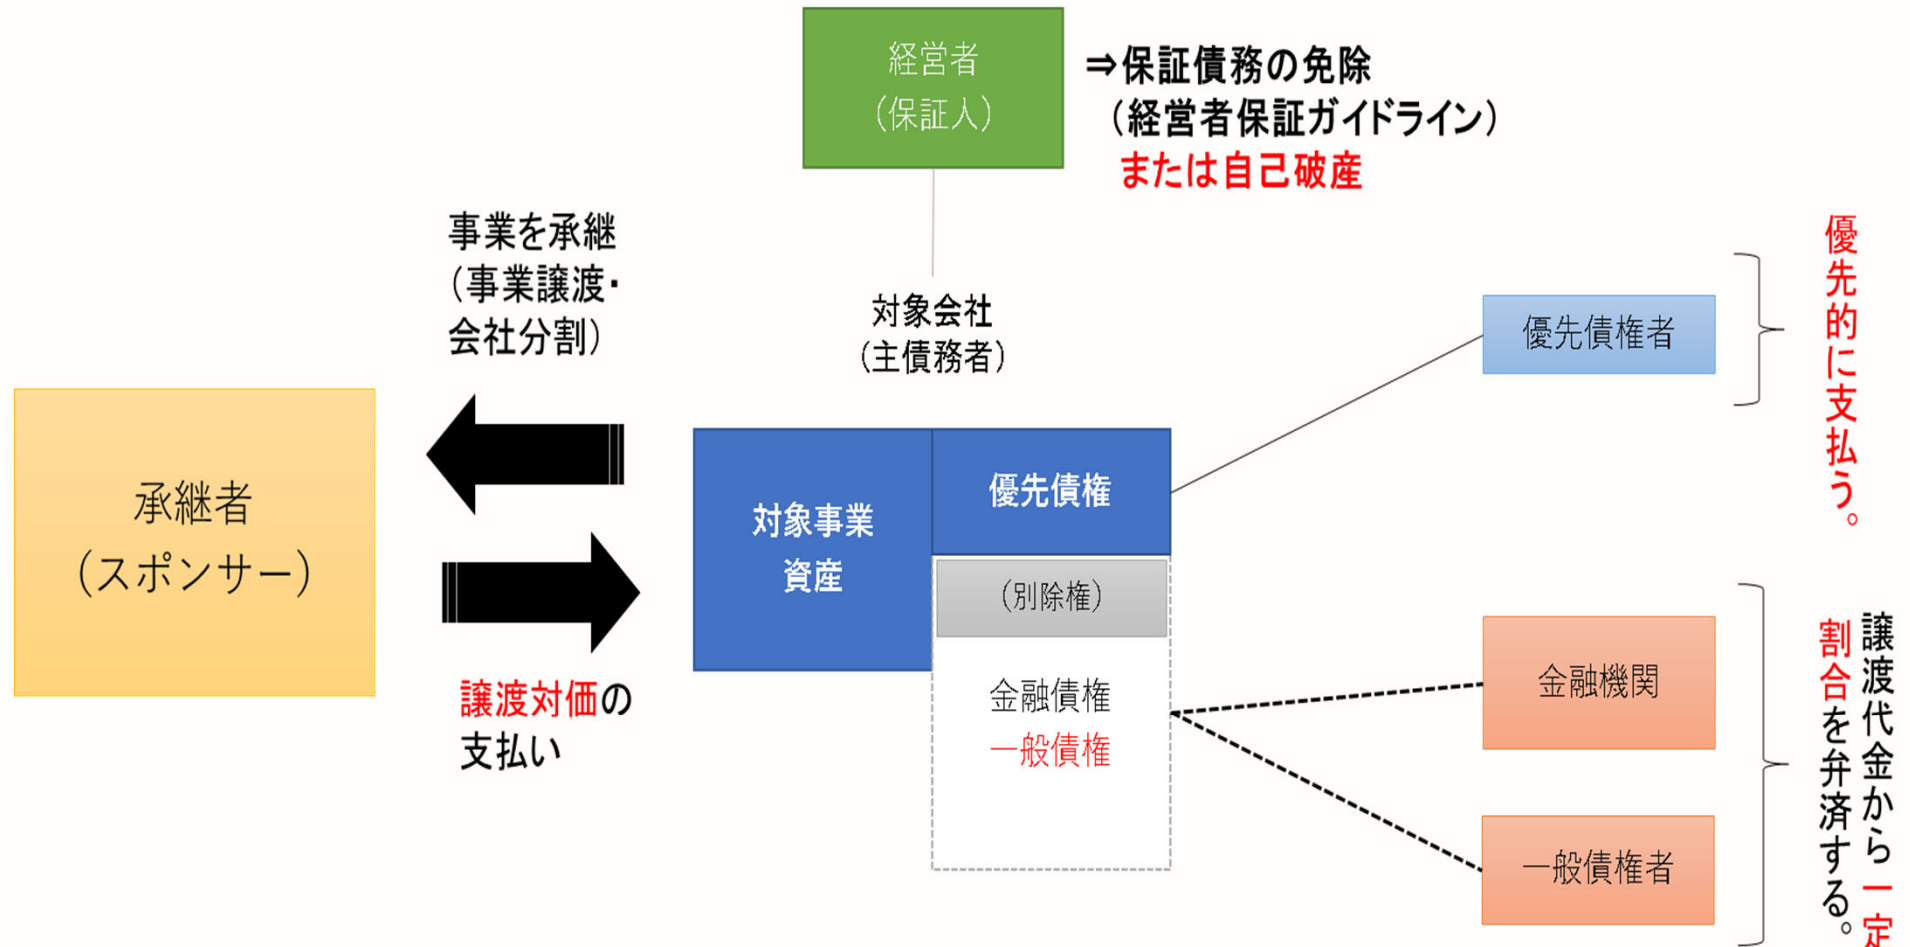 経営者
（保証人）
⇒保証債務の免除
（経営者保証ガイドライン）
または自己破産
事業を承継
（事業譲渡・
会社分割）
対象会社
（主債務者）
優先債権者
優先的に支払う。
承継者
（スポンサー）
対象事業
資産
優先債権
（別除権）
金融債権
一般債権
譲渡対価の
支払い
金融機関
一般債権者
譲渡代金から一定
割合を弁済する。